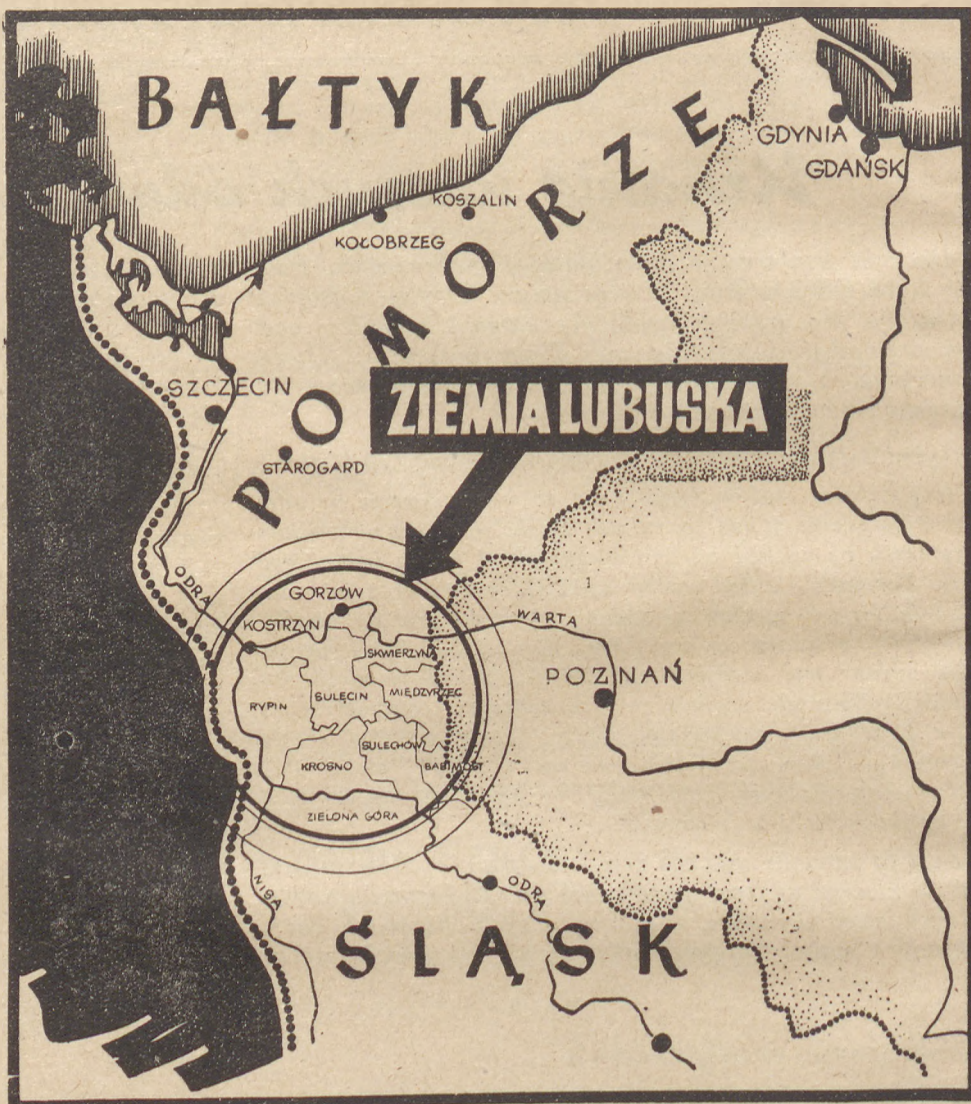 BAŁTYK
POMORZE
GDYNIA
GDAŃSK
KOSZALIN
KOŁOBRZEG
SZCZECIN
ZIEMIA LUBUSKA
STAROGARD
ODRA
GORZÓW
KOSTRZYN
WARTA
SKWIERZYNA
POZNAŃ
RYPIN
SULĘCIN
MIĘDZYRZEC
SULECHÓW
KROSNO
BABIMOST
ZIELONA GÓRA
NISA
ODRA
ŚLĄSK